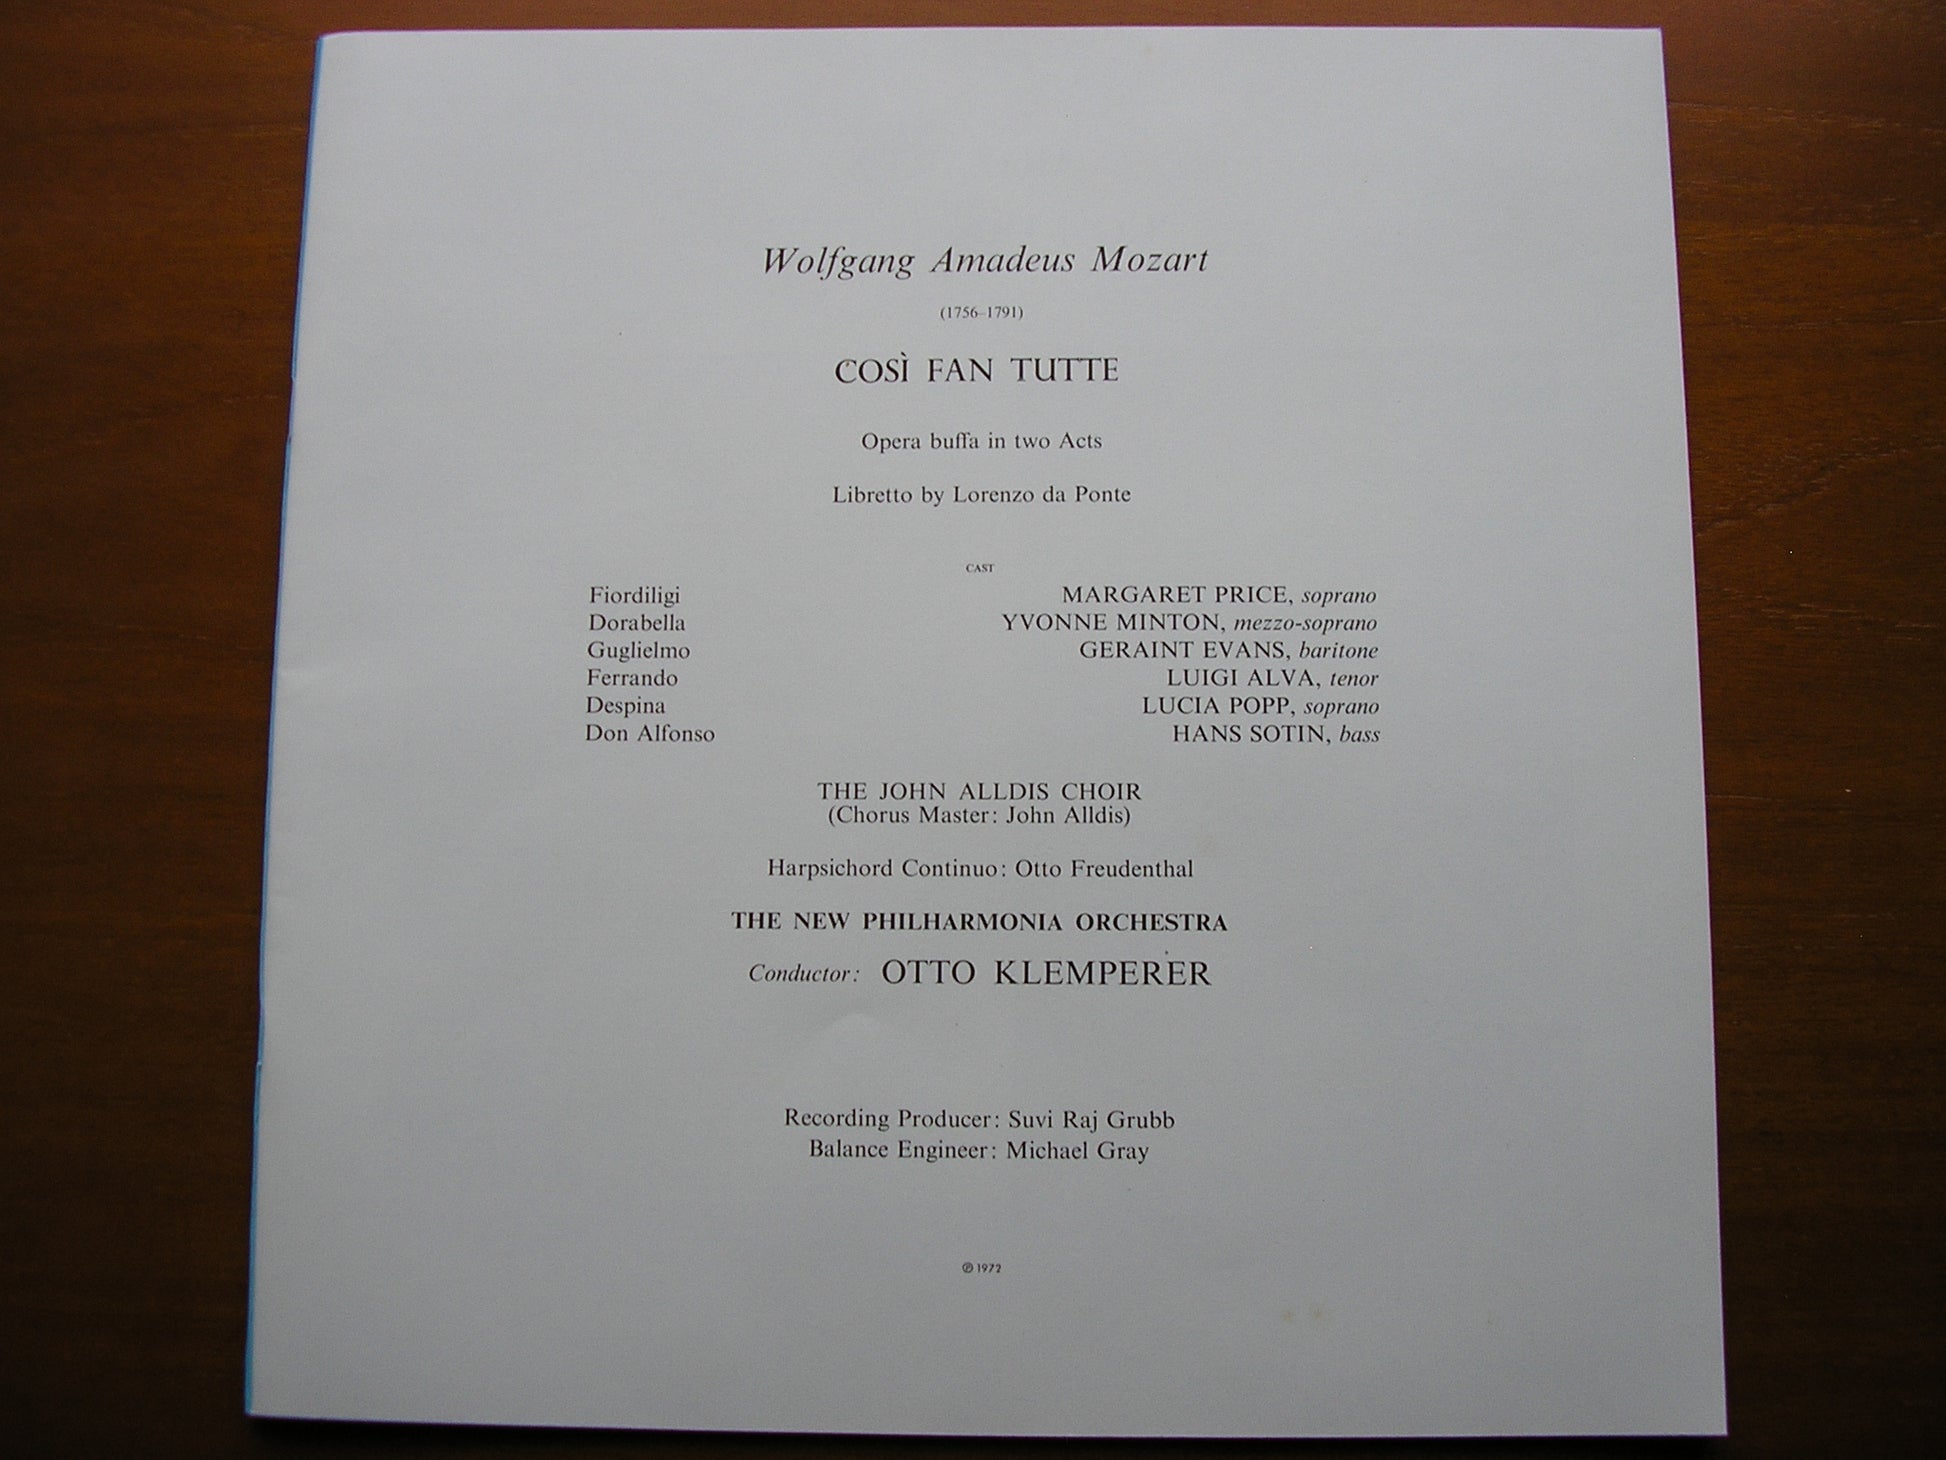 Wolfgang Amadeus Mozart
(1756–1791)
COSÌ FAN TUTTE
Opera buffa in two Acts
Libretto by Lorenzo da Ponte
CAST
Fiordiligi MARGARET PRICE, soprano
Dorabella YVONNE MINTON, mezzo-soprano
Guglielmo GERAINT EVANS, baritone
Ferrando LUIGI ALVA, tenor
Despina LUCIA POPP, soprano
Don Alfonso HANS SOTIN, bass
THE JOHN ALLDIS CHOIR
(Chorus Master: John Alldis)
Harpsichord Continuo: Otto Freudenthal
THE NEW PHILHARMONIA ORCHESTRA
Conductor: OTTO KLEMPERER
Recording Producer: Suvi Raj Grubb
Balance Engineer: Michael Gray
℗ 1972